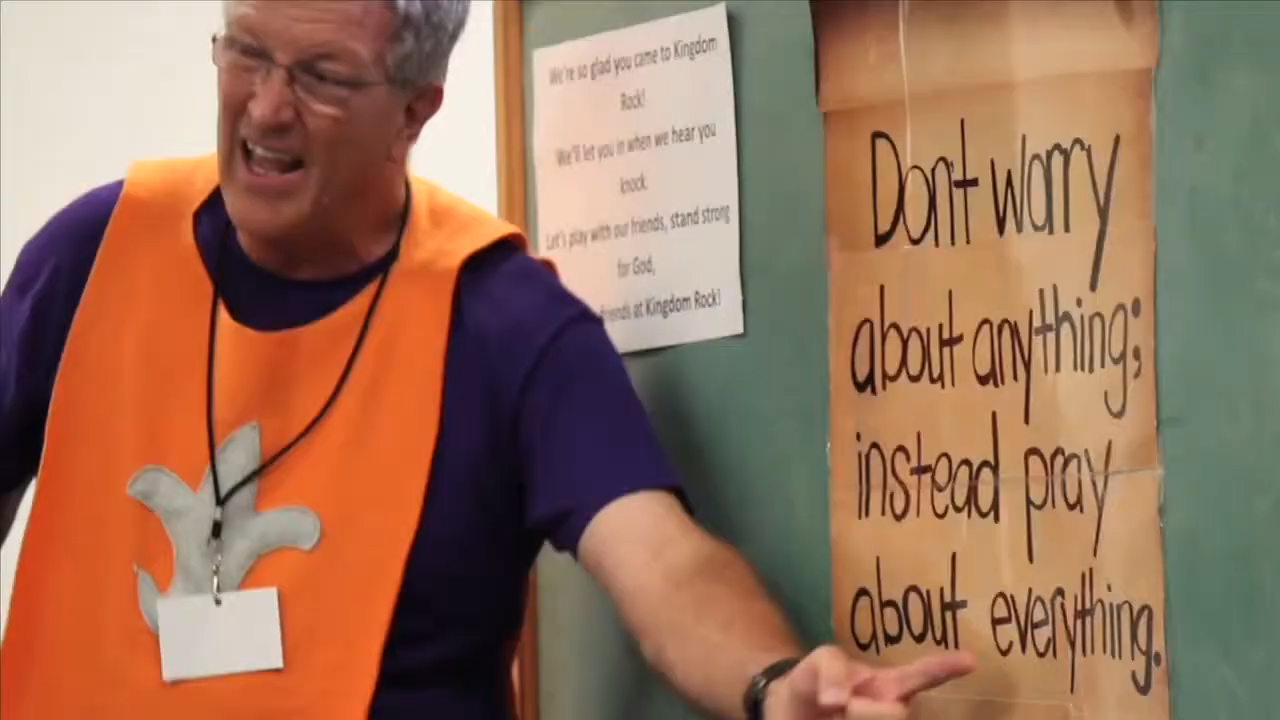 We're so glad you came to Kingdom
Rock!
We'll let you in when we hear you
knock.
Let's play with our friends, stand strong
for God,
friends at Kingdom Rock!
Don't worry
about anything;
instead pray
about everything.